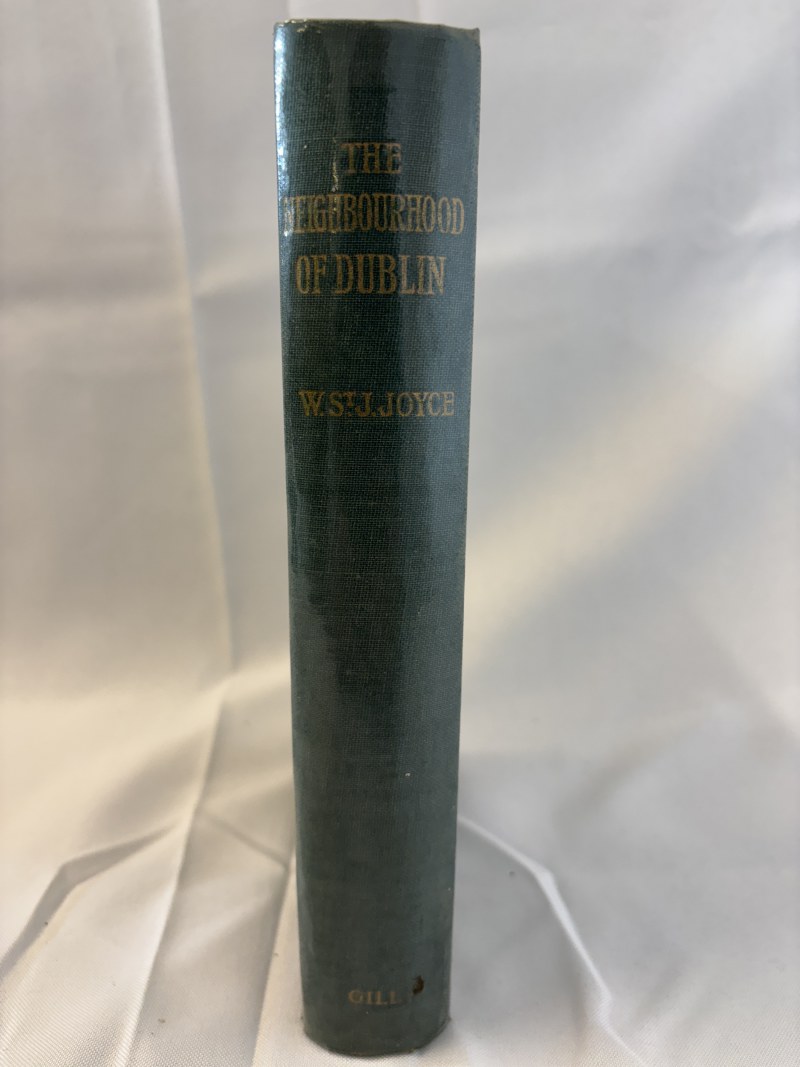 THE
NEIGHBOURHOOD
OF DUBLIN
W. ST. J. JOYCE
GILL